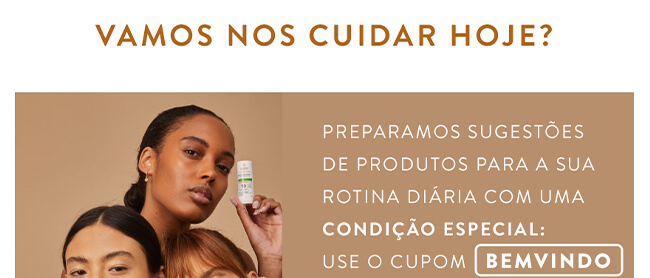 VAMOS NOS CUIDAR HOJE?
PREPARAMOS SUGESTÕES
DE PRODUTOS PARA A SUA
ROTINA DIÁRIA COM UMA
CONDIÇÃO ESPECIAL:
USE O CUPOM BEMVINDO